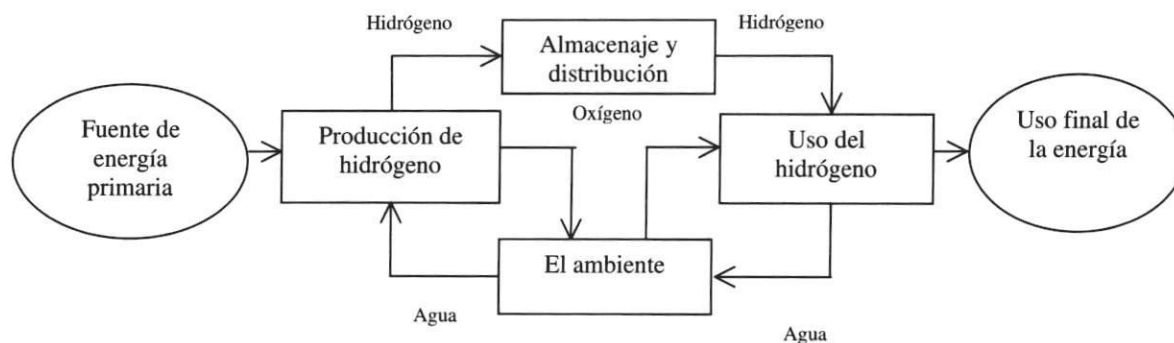 Hidrógeno
Hidrógeno
Almacenaje y
distribución
Oxígeno
Fuente de
energía
primaria
Producción de
hidrógeno
Uso del
hidrógeno
Uso final de
la energía
El ambiente
Agua
Agua